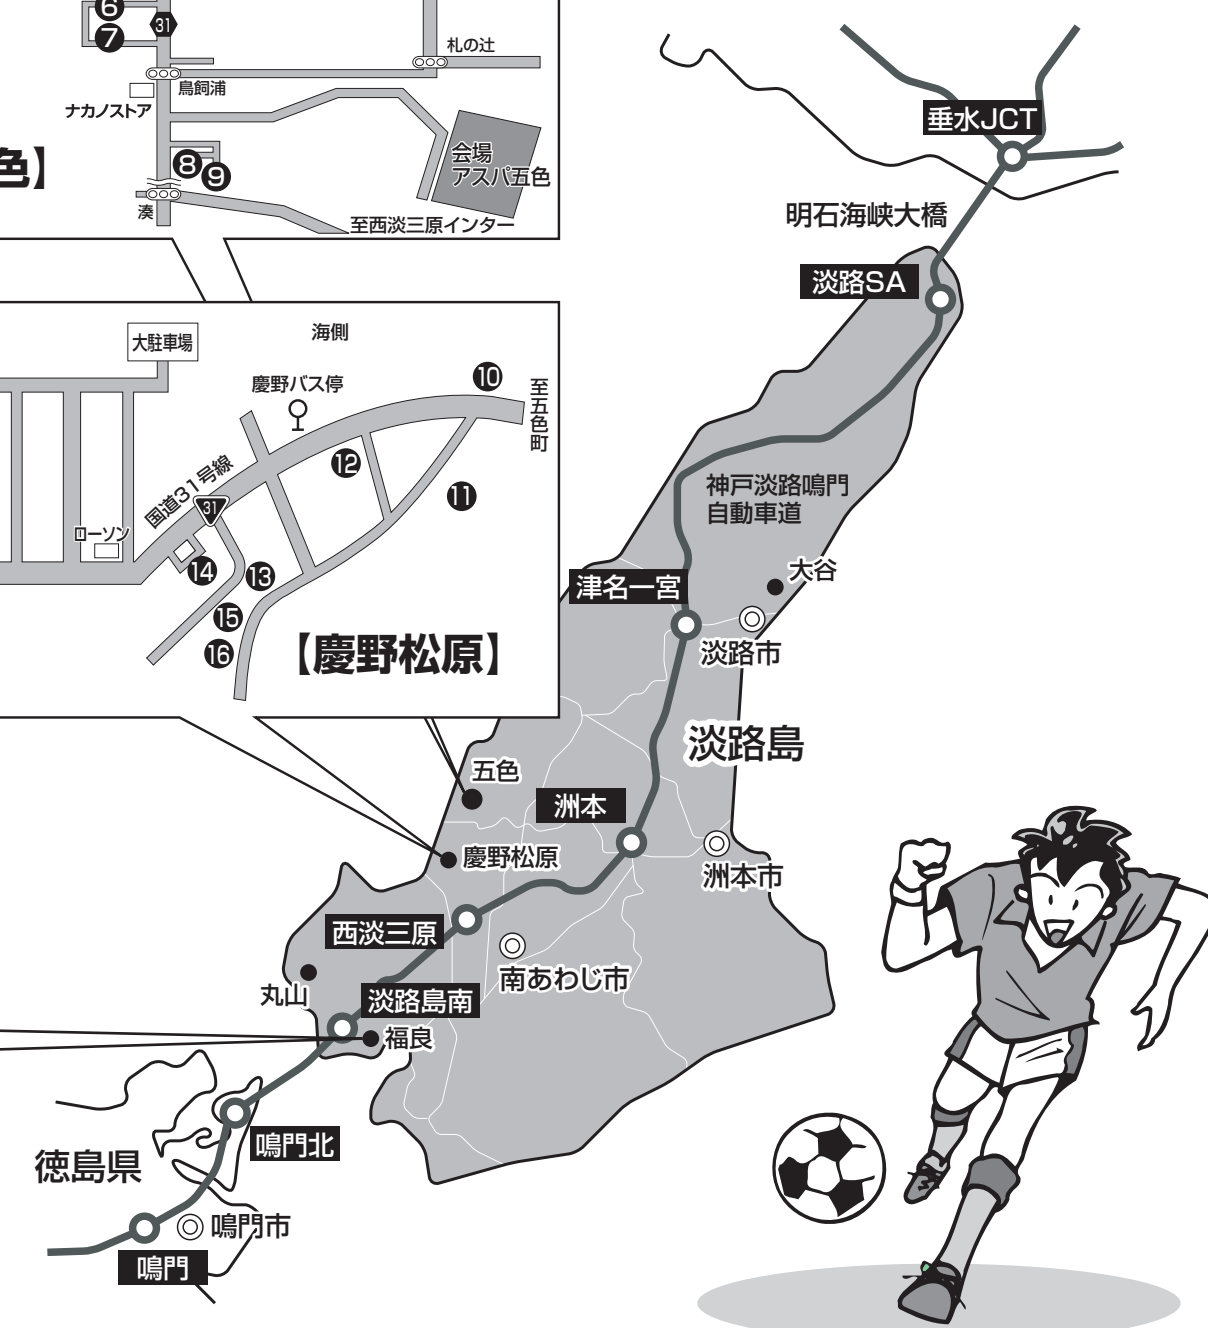 6
7
31
札の辻
鳥飼浦
ナカノストア
色】
8
9
会場
アスパ五色
湊
至西淡三原インター
大駐車場
海側
慶野バス停
10
至五色町
12
11
国道31号線
31
ローソン
14
13
15
16
【慶野松原】
垂水JCT
明石海峡大橋
淡路SA
神戸淡路鳴門
自動車道
大谷
津名一宮
淡路市
淡路島
五色
洲本
慶野松原
洲本市
西淡三原
南あわじ市
丸山
淡路島南
福良
鳴門北
徳島県
鳴門市
鳴門